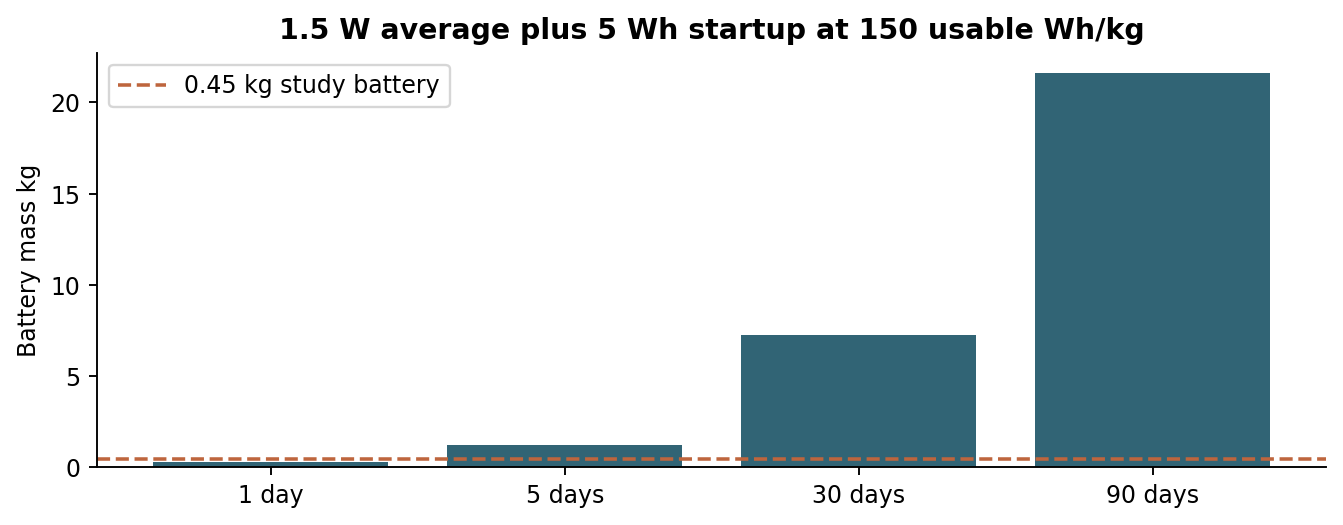 1.5 W average plus 5 Wh startup at 150 usable Wh/kg
0.45 kg study battery
Battery mass kg
20
15
10
5
0
1 day
5 days
30 days
90 days